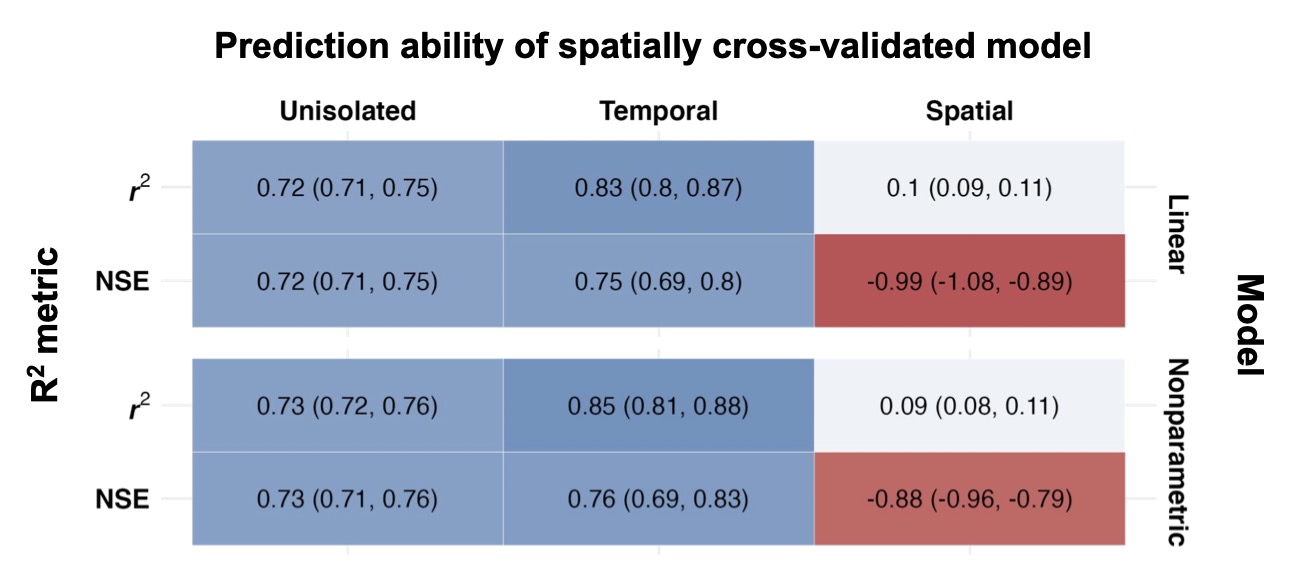 Prediction ability of spatially cross-validated model
Unisolated Temporal Spatial
r² 0.72 (0.71, 0.75) 0.83 (0.8, 0.87) 0.1 (0.09, 0.11)
NSE 0.72 (0.71, 0.75) 0.75 (0.69, 0.8) -0.99 (-1.08, -0.89)
Linear
r² 0.73 (0.72, 0.76) 0.85 (0.81, 0.88) 0.09 (0.08, 0.11)
NSE 0.73 (0.71, 0.76) 0.76 (0.69, 0.83) -0.88 (-0.96, -0.79)
Nonparametric
R² metric
Model